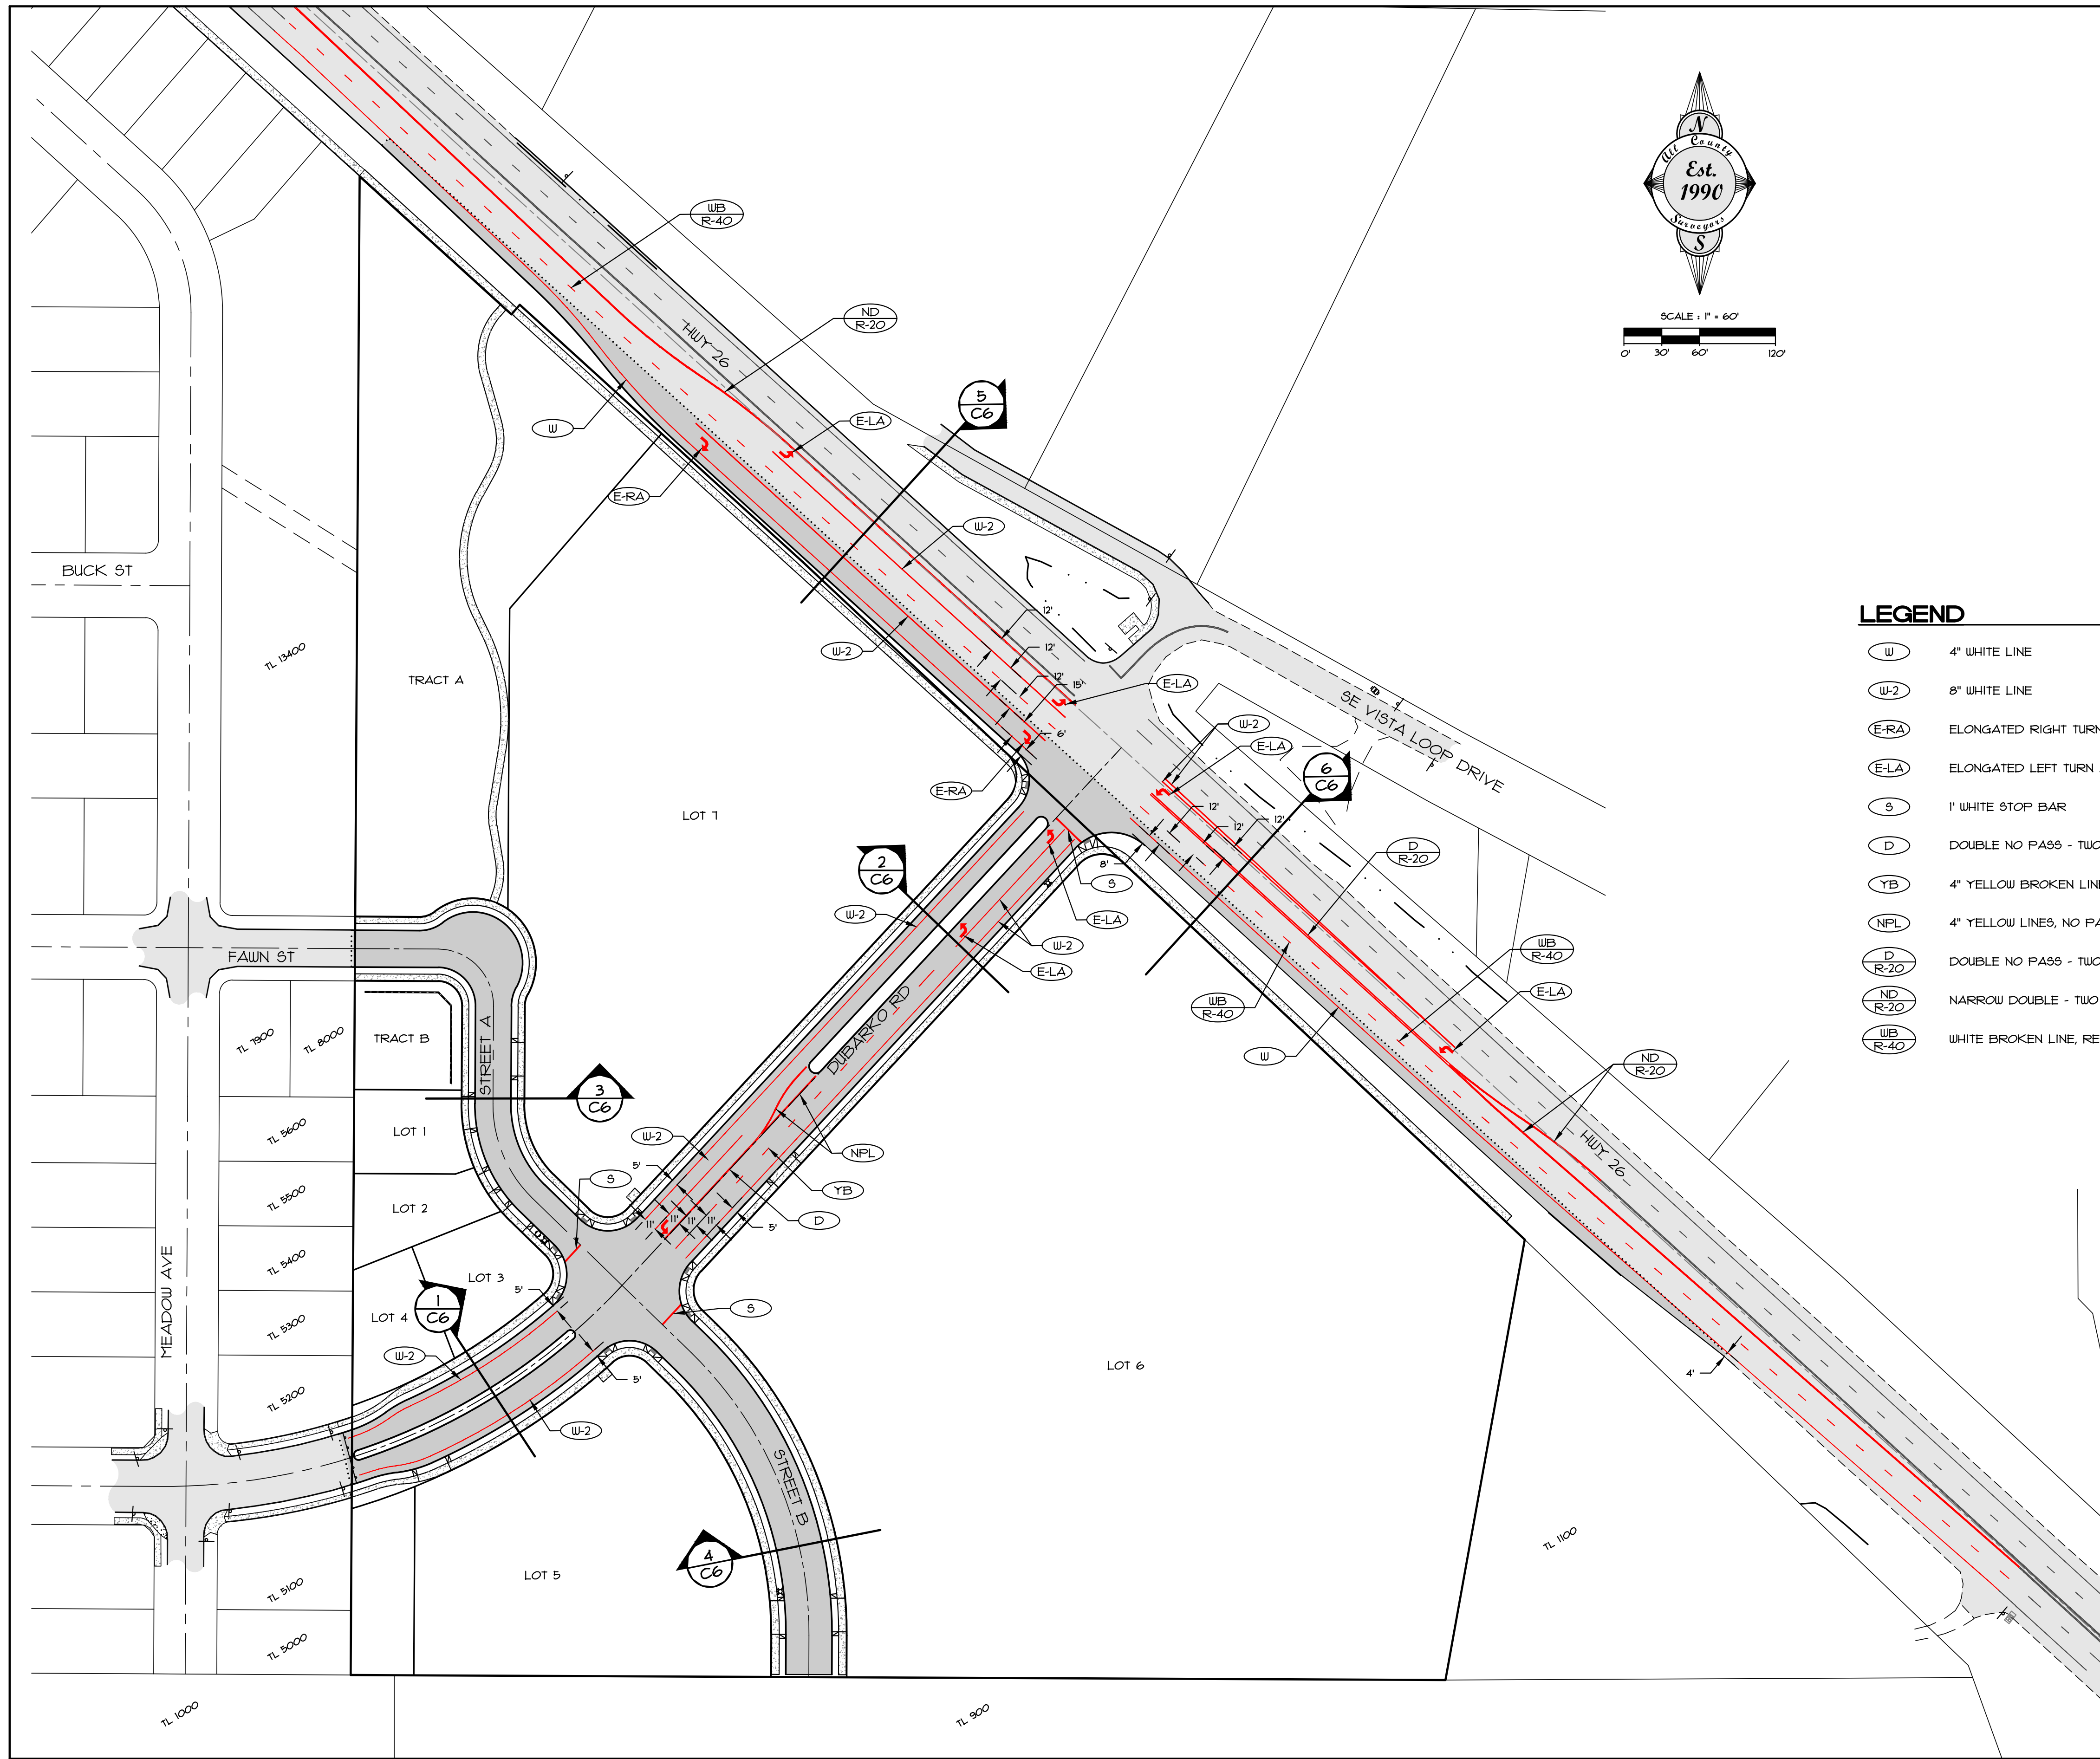 N
All County
Est.
1990
Surveyors
S
SCALE : 1" = 60'
0' 30' 60' 120'
WB
R-40
HWY 26
ND
R-20
5
C6
E-LA
W
E-RA
W-2
BUCK ST
TL 13400
TRACT A
W-2
12'
12'
12'
15'
E-LA
6'
E-RA
SE VISTA LOOP DRIVE
W-2
E-LA
6
C6
12'
12'
12'
LOT 7
2
C6
8'
S
E-LA
W-2
W-2
E-LA
D
R-20
WB
R-40
WB
R-40
E-LA
W
ND
R-20
HWY 26
FAWN ST
DUBARKO RD
TL 7900
TL 8000
TRACT B
STREET A
3
C6
LOT 1
TL 5600
W-2
NPL
S
5'
YB
D
11'
11'
11'
11'
5'
TL 5500
LOT 2
TL 5400
LOT 3
5'
MEADOW AVE
1
C6
LOT 4
S
TL 5300
W-2
5'
LOT 6
4'
TL 5200
W-2
STREET B
4
C6
LOT 5
TL 1100
TL 5100
TL 5000
TL 1000
TL 900
LEGEND
W 4" WHITE LINE
W-2 8" WHITE LINE
E-RA ELONGATED RIGHT TURN
E-LA ELONGATED LEFT TURN
S 1' WHITE STOP BAR
D DOUBLE NO PASS - TWO
YB 4" YELLOW BROKEN LINE
NPL 4" YELLOW LINES, NO PA
D
R-20 DOUBLE NO PASS - TWO
ND
R-20 NARROW DOUBLE - TWO
WB
R-40 WHITE BROKEN LINE, RE